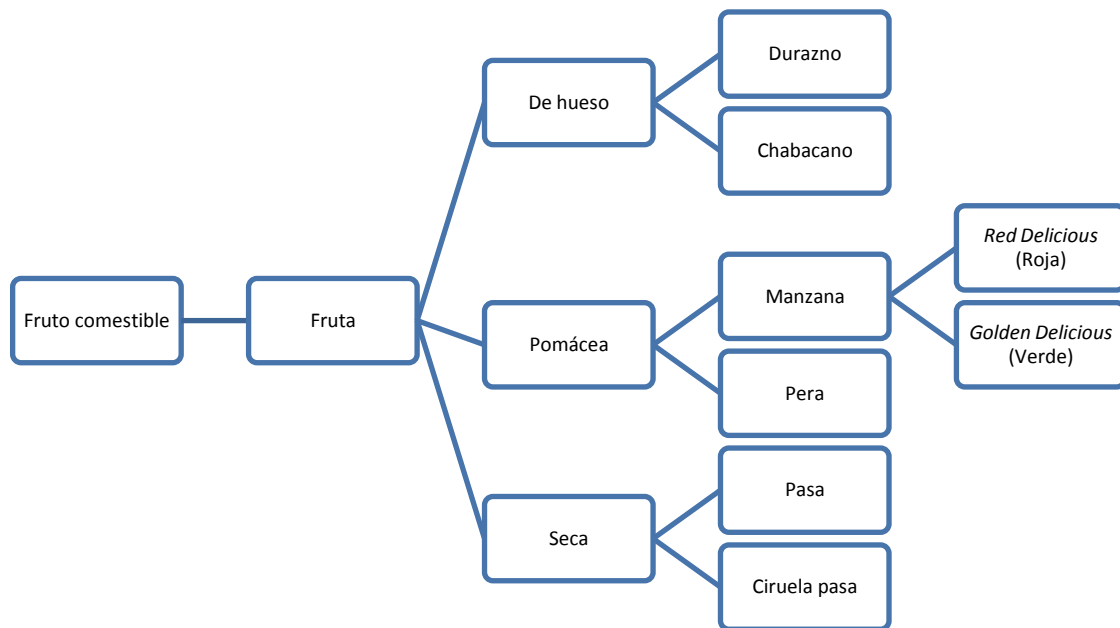 Fruto comestible
Fruta
De hueso
Durazno
Chabacano
Pomácea
Manzana
Red Delicious
(Roja)
Golden Delicious
(Verde)
Pera
Seca
Pasa
Ciruela pasa